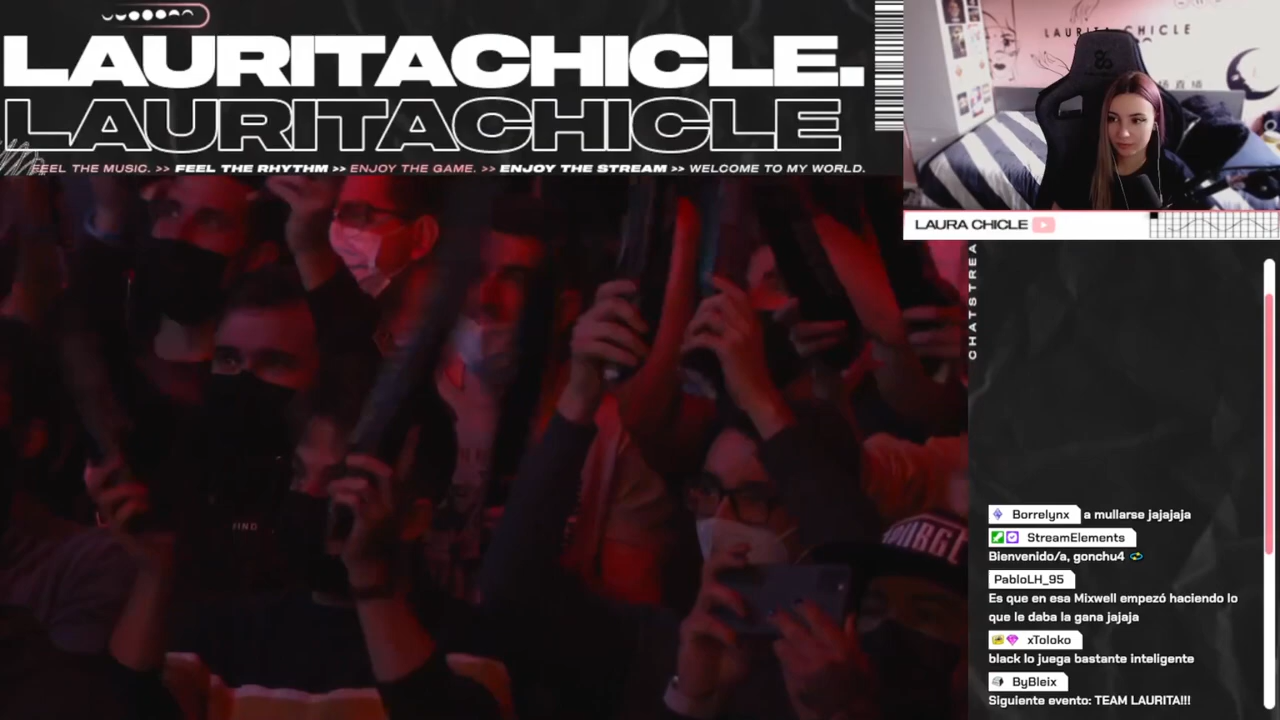 LAURITACHICLE.
LAURITACHICLE
FEEL THE MUSIC. >> FEEL THE RHYTHM >> ENJOY THE GAME. >> ENJOY THE STREAM >> WELCOME TO MY WORLD.
LAURITA CHICLE
LAURA CHICLE
CHATSTREA
FIND
PUBG
Borrelynx a mullarse jajajaja
StreamElements
Bienvenido/a, gonchu4
PabloLH_95
Es que en esa Mixwell empezó haciendo lo
que le daba la gana jajaja
xToloko
black lo juega bastante inteligente
ByBleix
Siguiente evento: TEAM LAURITA!!!